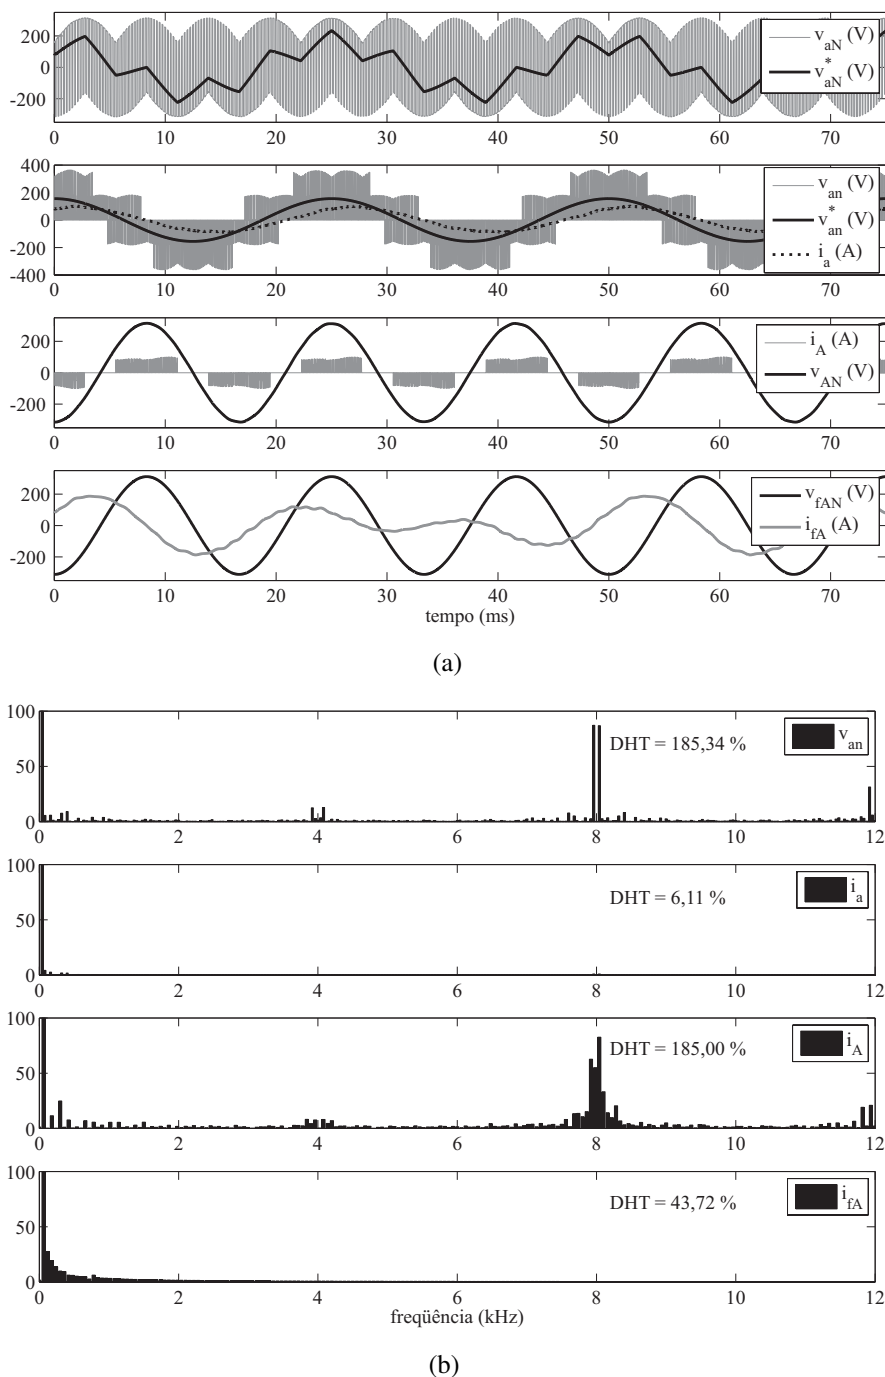 200
0
-200
v_aN (V)
v*_aN (V)
0 10 20 30 40 50 60 70
400
200
0
-200
-400
v_an (V)
v*_an (V)
i_a (A)
0 10 20 30 40 50 60 70
200
0
-200
i_A (A)
v_AN (V)
0 10 20 30 40 50 60 70
200
0
-200
v_fAN (V)
i_fA (A)
0 10 20 30 40 50 60 70
tempo (ms)
(a)
100
50
0
DHT = 185,34 %
v_an
0 2 4 6 8 10 12
100
50
0
DHT = 6,11 %
i_a
0 2 4 6 8 10 12
100
50
0
DHT = 185,00 %
i_A
0 2 4 6 8 10 12
100
50
0
DHT = 43,72 %
i_fA
0 2 4 6 8 10 12
freqüência (kHz)
(b)